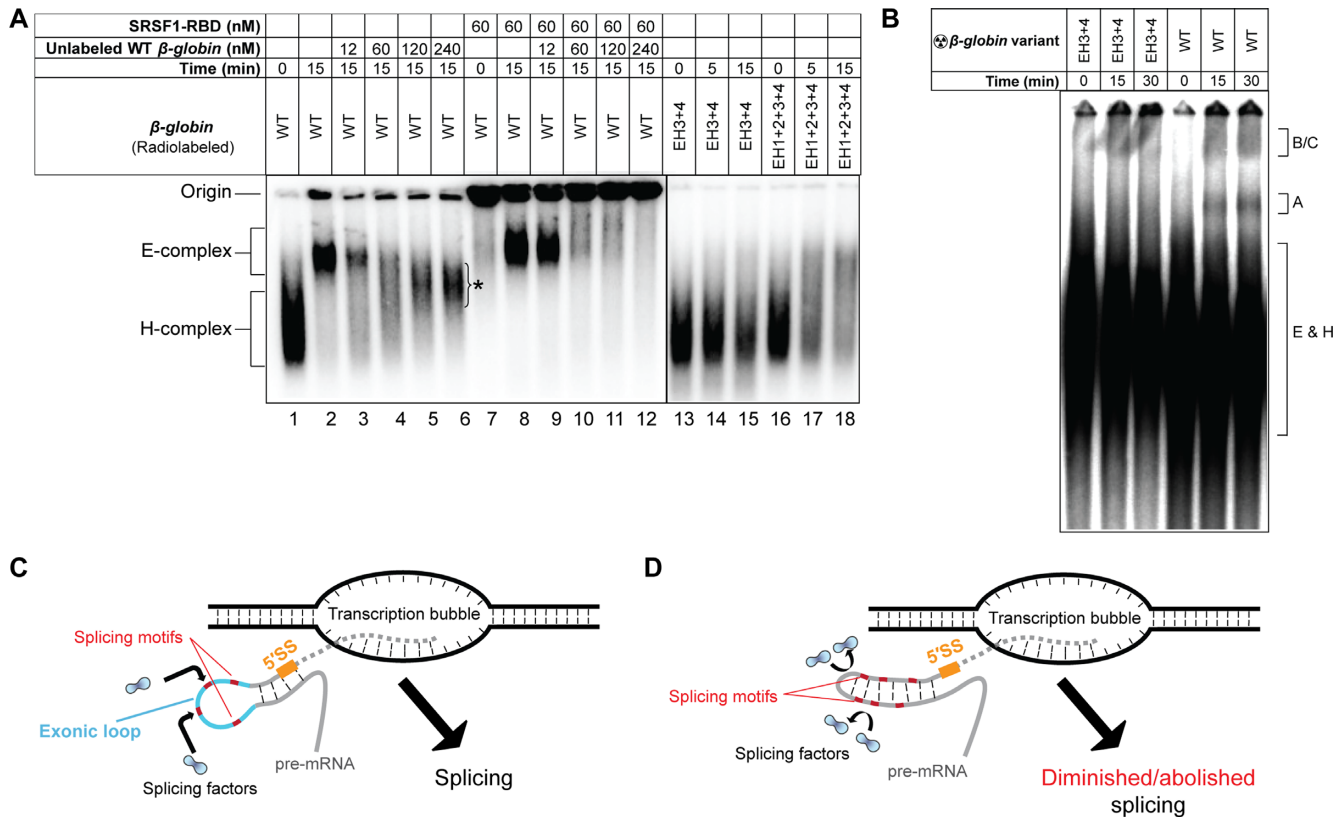 A
SRSF1-RBD (nM) 60 60 60 60 60 60
Unlabeled WT β-globin (nM) 12 60 120 240 12 60 120 240
Time (min) 0 15 15 15 15 15 0 15 15 15 15 15 0 5 15 0 5 15
β-globin
(Radiolabeled)
WT WT WT WT WT WT WT WT WT WT WT WT EH3+4 EH3+4 EH3+4 EH1+2+3+4 EH1+2+3+4 EH1+2+3+4
Origin
E-complex
*
H-complex
1 2 3 4 5 6 7 8 9 10 11 12 13 14 15 16 17 18
B
☢β-globin variant EH3+4 EH3+4 EH3+4 WT WT WT
Time (min) 0 15 30 0 15 30
B/C
A
E & H
C
Transcription bubble
Splicing motifs
5'SS
Exonic loop
Splicing factors
pre-mRNA
Splicing
D
Transcription bubble
5'SS
Splicing motifs
Splicing factors
pre-mRNA
Diminished/abolished
splicing